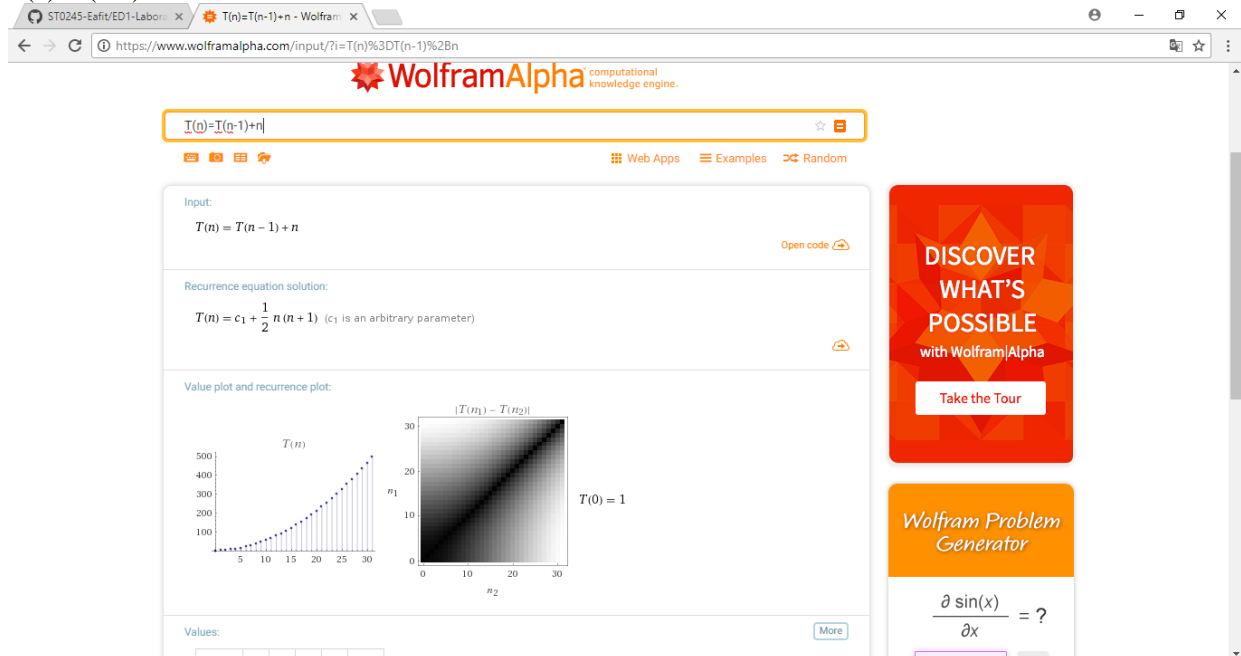 ST0245-Eafit/ED1-Labora
T(n)=T(n-1)+n - Wolfram
https://www.wolframalpha.com/input/?i=T(n)%3DT(n-1)%2Bn
WolframAlpha computational knowledge engine.
T(n)=T(n-1)+n
Web Apps Examples Random
Input:
T(n) = T(n − 1) + n
Open code
Recurrence equation solution:
T(n) = c₁ + 1/2 n (n + 1) (c₁ is an arbitrary parameter)
Value plot and recurrence plot:
T(n)
500
400
300
200
100
5 10 15 20 25 30
|T(n₁) − T(n₂)|
30
20
10
0
n₁
0 10 20 30
n₂
T(0) = 1
Values:
More
DISCOVER
WHAT'S
POSSIBLE
with Wolfram|Alpha
Take the Tour
Wolfram Problem
Generator
∂ sin(x)
∂x
= ?